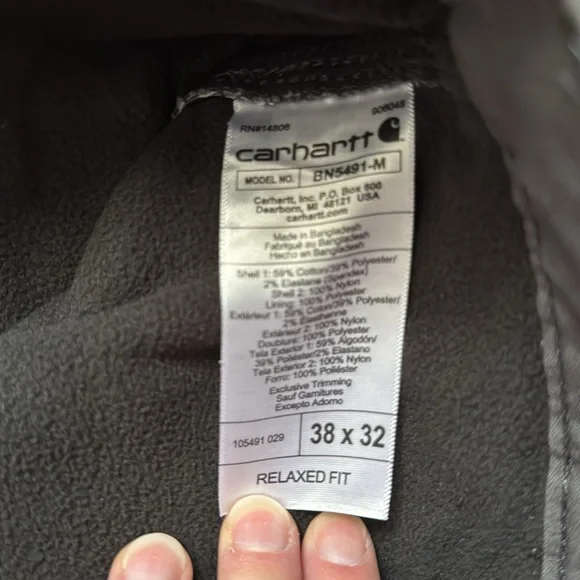 RN#14806
906048
carhartt
MODEL NO. BN5491-M
Carhartt, Inc. P.O. Box 600
Dearborn, MI 48121 USA
carhartt.com
Made in Bangladesh
Fabriqué au Bangladesh
Hecho en Bangladesh
Shell 1: 59% Cotton/39% Polyester/
2% Elastane (Spandex)
Shell 2: 100% Nylon
Lining: 100% Polyester
Extérieur 1: 59% Coton/39% Polyester/
2% Élasthanne
Extérieur 2: 100% Nylon
Doublure: 100% Polyester
Tela Exterior 1: 59% Algodón/
39% Poliéster/2% Elastano
Tela Exterior 2: 100% Nylon
Forro: 100% Poliéster
Exclusive Trimming
Sauf Garnitures
Excepto Adorno
105491 029 38 x 32
RELAXED FIT